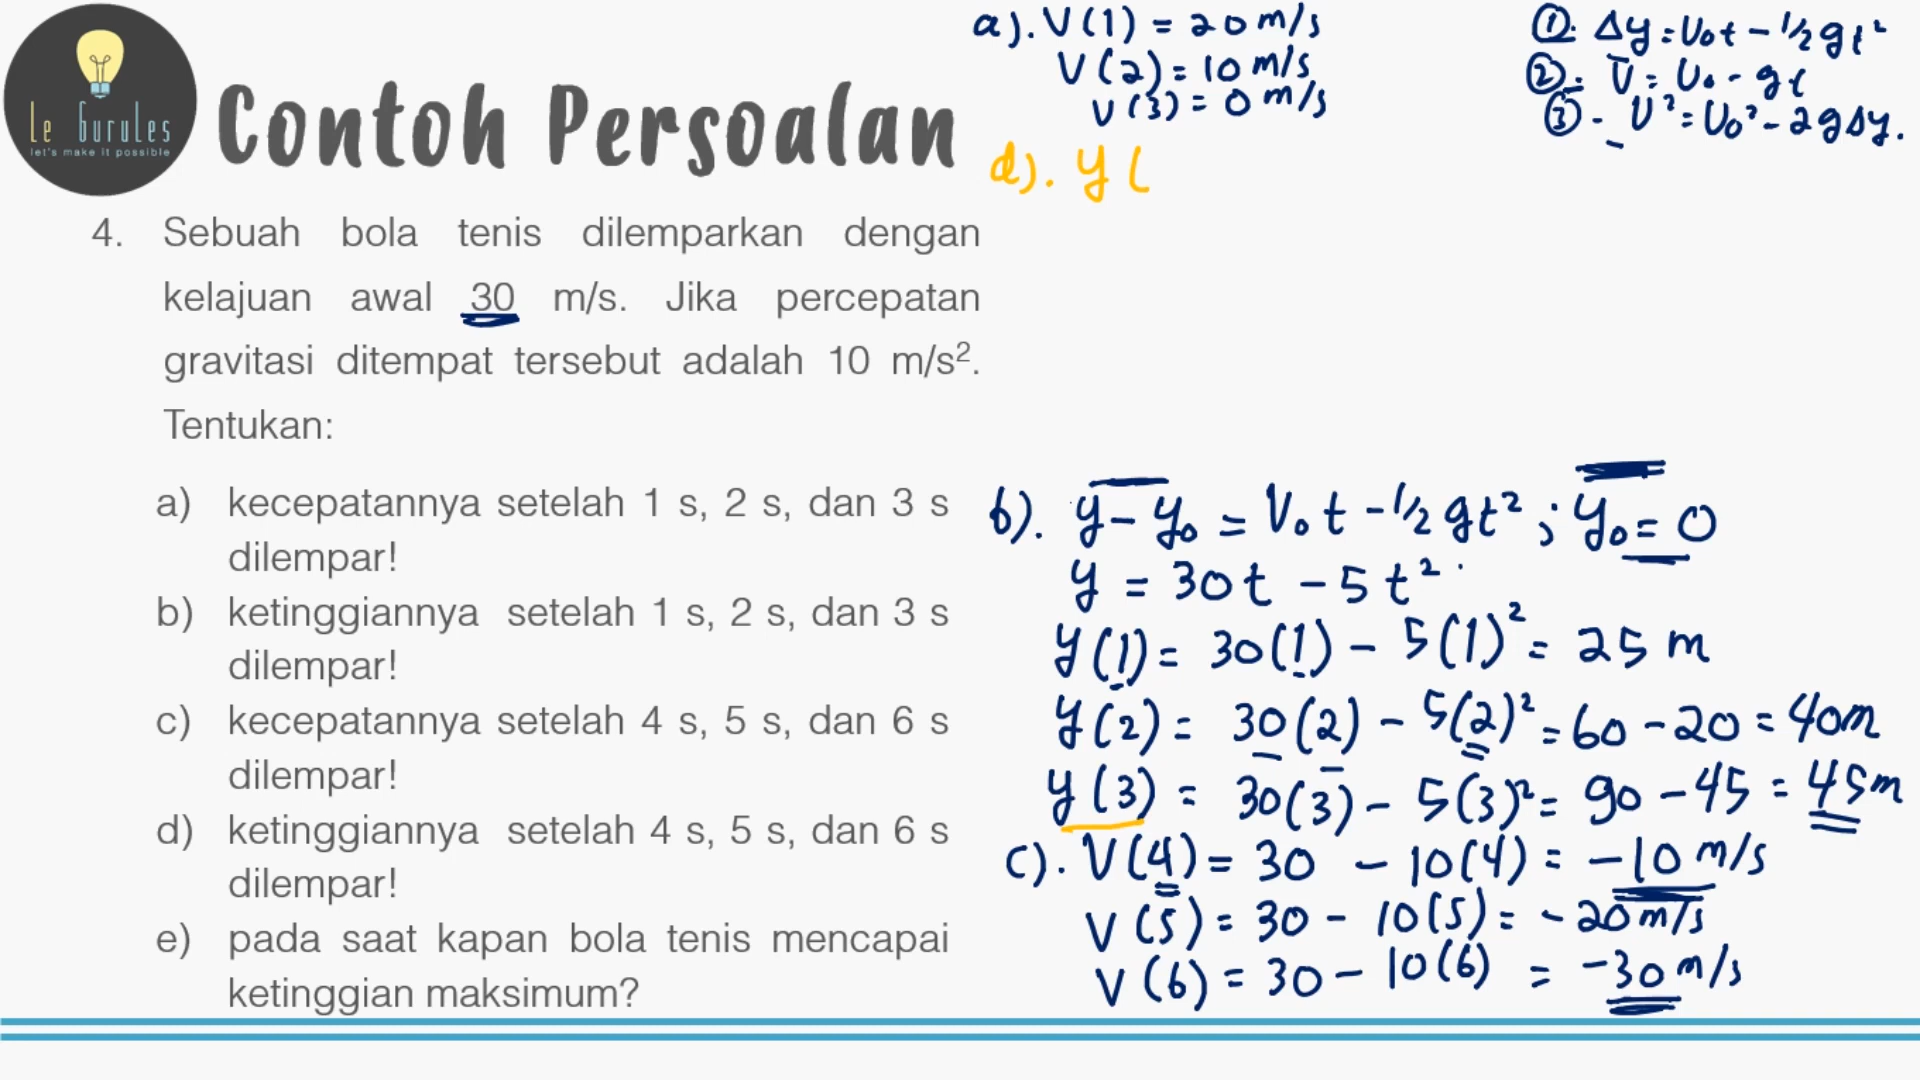 Le Gurules
let's make it possible
Contoh Persoalan
a). V(1) = 20 m/s
V(2) = 10 m/s
V(3) = 0 m/s
①. Δy = V₀t - 1/2 gt²
②. V = V₀ - gt
③ - V² = V₀² - 2gΔy.
d). y (
4. Sebuah bola tenis dilemparkan dengan
kelajuan awal 30 m/s. Jika percepatan
gravitasi ditempat tersebut adalah 10 m/s².
Tentukan:
a) kecepatannya setelah 1 s, 2 s, dan 3 s
dilempar!
b) ketinggiannya setelah 1 s, 2 s, dan 3 s
dilempar!
c) kecepatannya setelah 4 s, 5 s, dan 6 s
dilempar!
d) ketinggiannya setelah 4 s, 5 s, dan 6 s
dilempar!
e) pada saat kapan bola tenis mencapai
ketinggian maksimum?
b). y - y₀ = V₀t - 1/2 gt² ; y₀ = 0
y = 30t - 5t²
y(1) = 30(1) - 5(1)² = 25 m
y(2) = 30(2) - 5(2)² = 60 - 20 = 40m
y(3) = 30(3) - 5(3)² = 90 - 45 = 45m
c). V(4) = 30 - 10(4) = -10 m/s
V(5) = 30 - 10(5) = -20 m/s
V(6) = 30 - 10(6) = -30 m/s